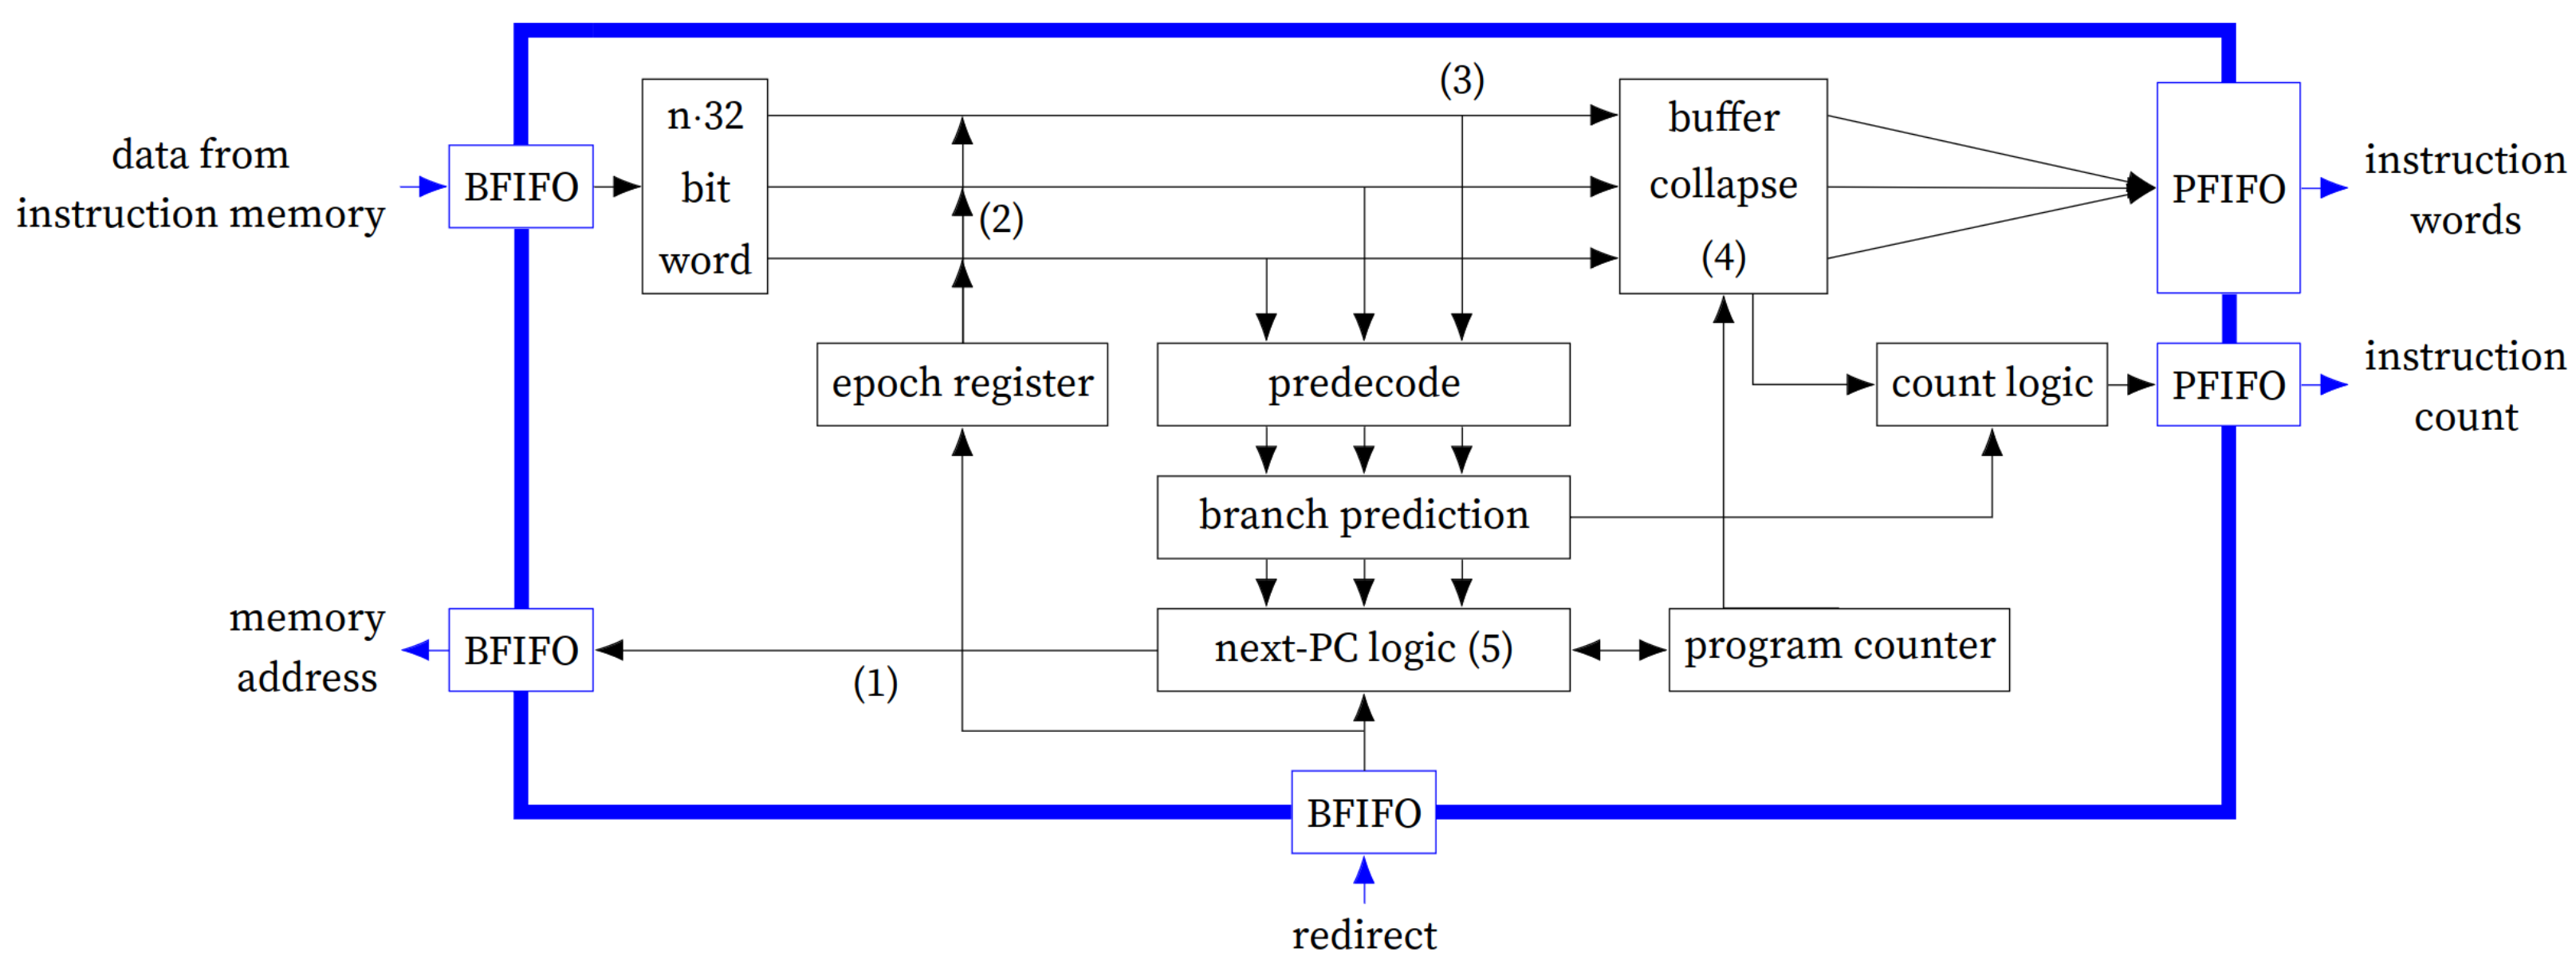 (3)
n·32
bit
word
buffer
collapse
(4)
data from
instruction memory
BFIFO
(2)
PFIFO
instruction
words
epoch register
predecode
count logic
PFIFO
instruction
count
branch prediction
memory
address
BFIFO
(1)
next-PC logic (5)
program counter
BFIFO
redirect